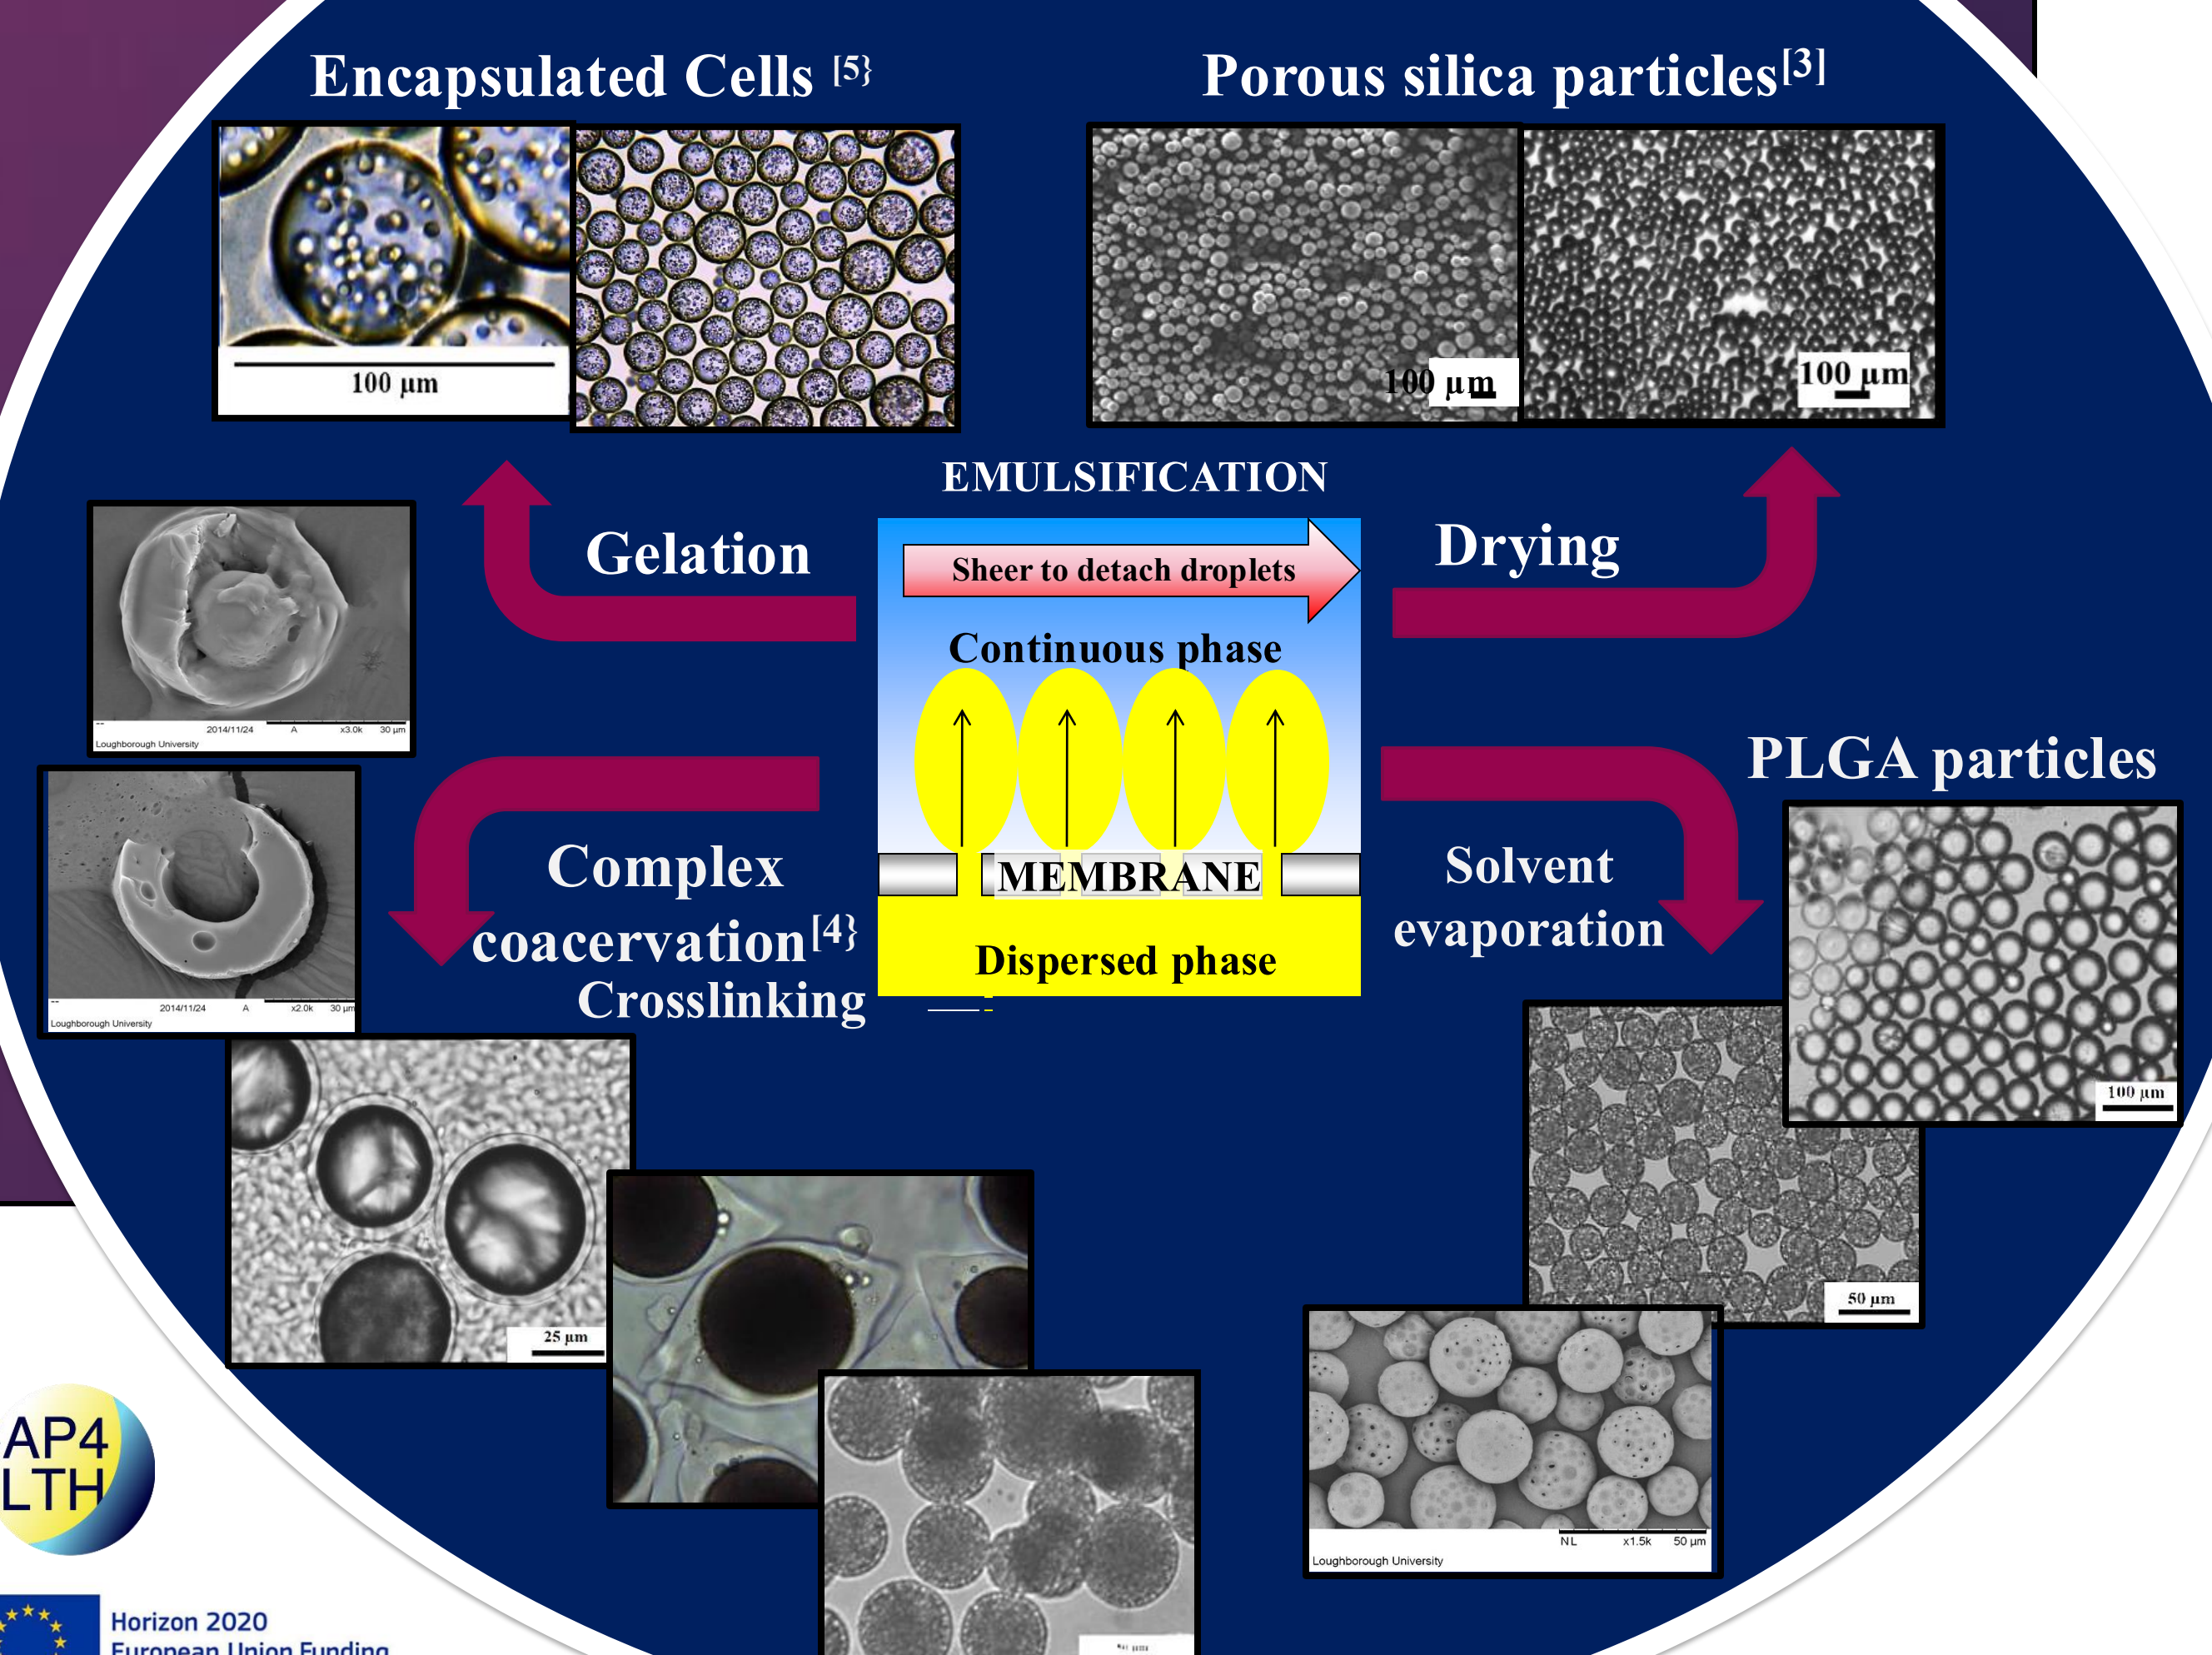 Encapsulated Cells [5}
Porous silica particles[3]
100 µm
100 µm
100 µm
EMULSIFICATION
Gelation
Sheer to detach droplets
Drying
Continuous phase
2014/11/24 A x3.0k 30 µm
Loughborough University
PLGA particles
Complex
coacervation[4}
Crosslinking
MEMBRANE
Dispersed phase
Solvent
evaporation
2014/11/24 A x2.0k 30 µm
Loughborough University
100 µm
50 µm
25 µm
NL x1.5k 50 µm
Loughborough University
AP4
LTH
Horizon 2020
European Union Funding